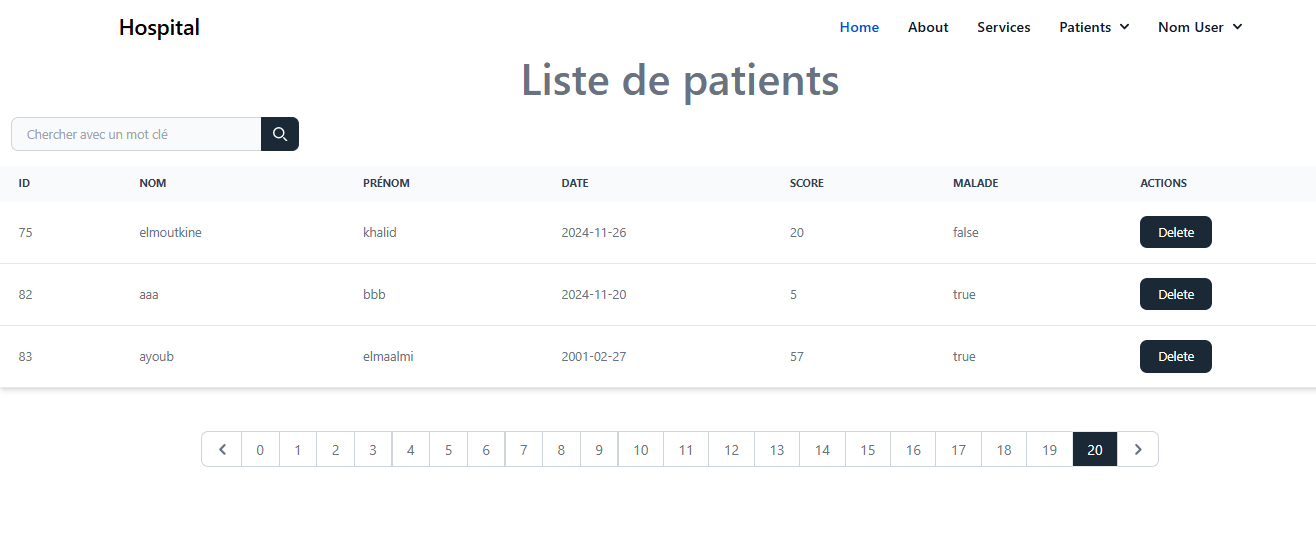 Hospital Home About Services Patients Nom User
Liste de patients
Chercher avec un mot clé
ID NOM PRÉNOM DATE SCORE MALADE ACTIONS
75 elmoutkine khalid 2024-11-26 20 false Delete
82 aaa bbb 2024-11-20 5 true Delete
83 ayoub elmaalmi 2001-02-27 57 true Delete
0 1 2 3 4 5 6 7 8 9 10 11 12 13 14 15 16 17 18 19 20